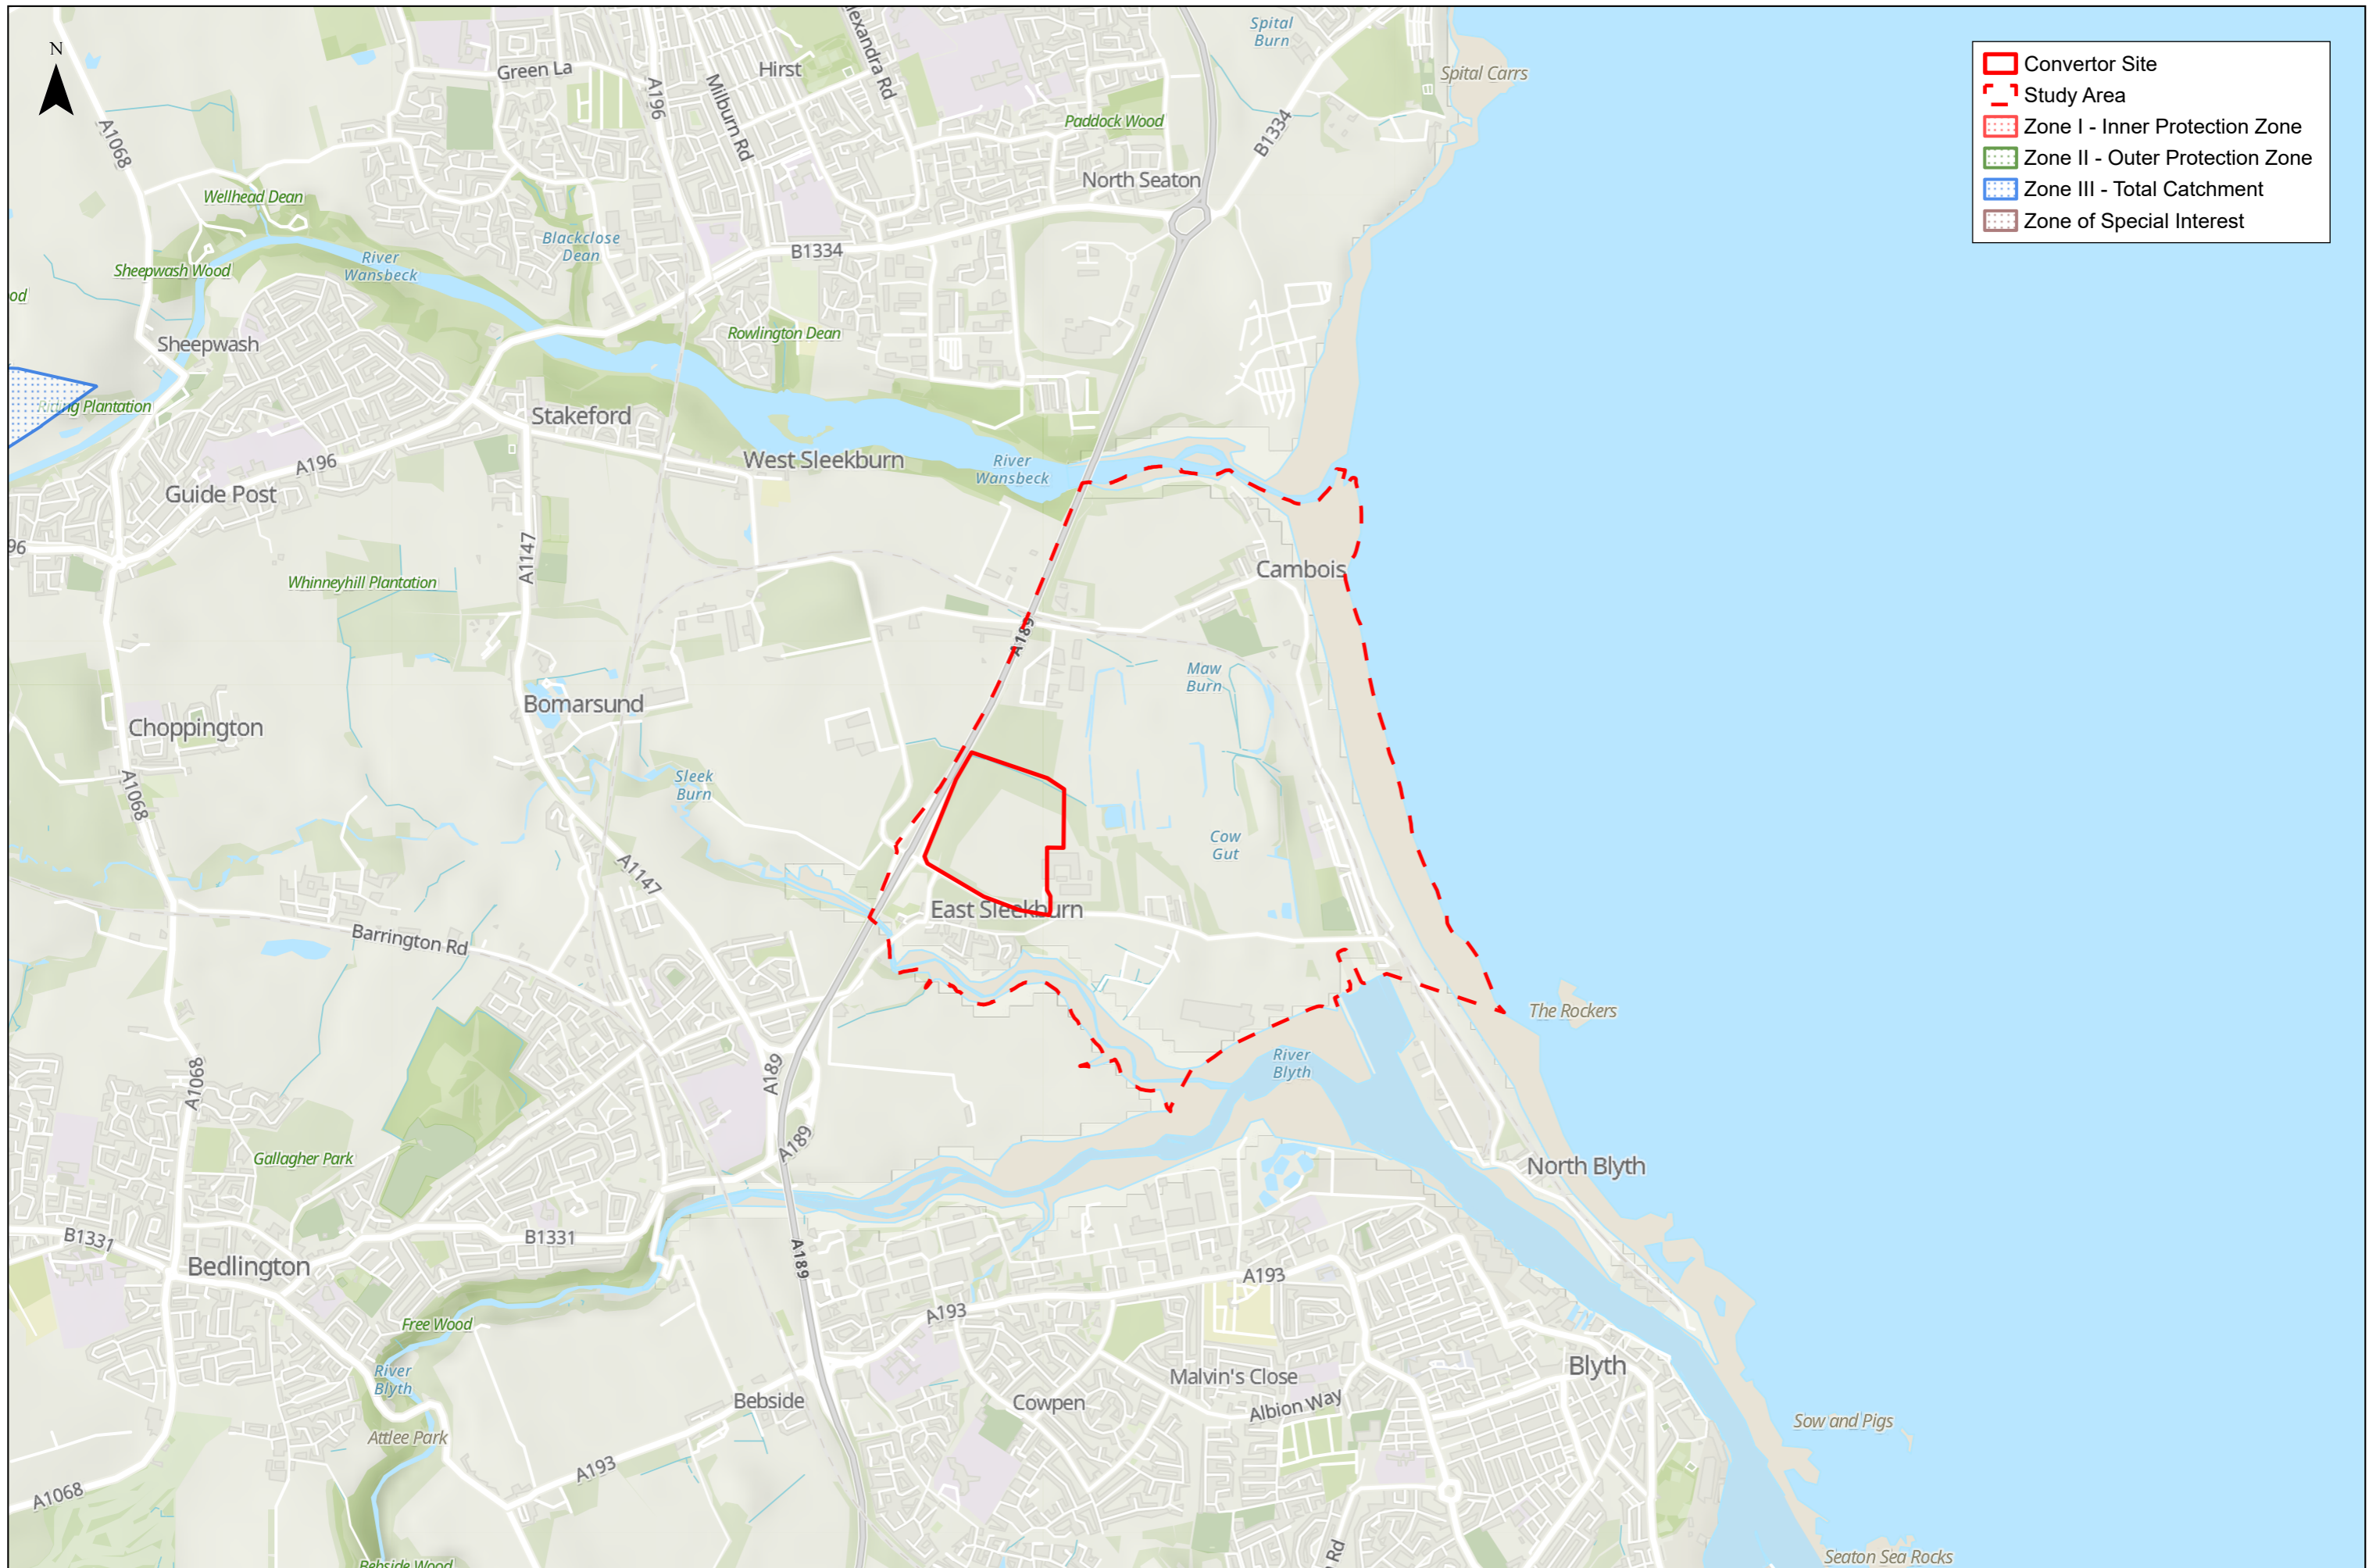 N
Convertor Site
Study Area
Zone I - Inner Protection Zone
Zone II - Outer Protection Zone
Zone III - Total Catchment
Zone of Special Interest
Spital
Burn
Spital Carrs
Green La
Hirst
A196
Milburn Rd
A1068
Paddock Wood
B1334
North Seaton
Wellhead Dean
Blackclose
Dean
B1334
River
Wansbeck
Sheepwash Wood
Rowlington Dean
Sheepwash
Plantation
Stakeford
West Sleekburn
River
Wansbeck
A196
Guide Post
A1147
Cambois
Whinneyhill Plantation
A189
Maw
Burn
Bomarsund
Choppington
Sleek
Burn
A1068
Cow
Gut
A1147
East Sleekburn
Barrington Rd
The Rockers
River
Blyth
A189
A1068
A189
Gallagher Park
North Blyth
B1331
B1331
A189
Bedlington
A193
A193
Free Wood
River
Blyth
Blyth
Malvin's Close
Bebside
Cowpen
Albion Way
Sow and Pigs
Attlee Park
A193
A1068
Rd
Seaton Sea Rocks
Bebside Wood